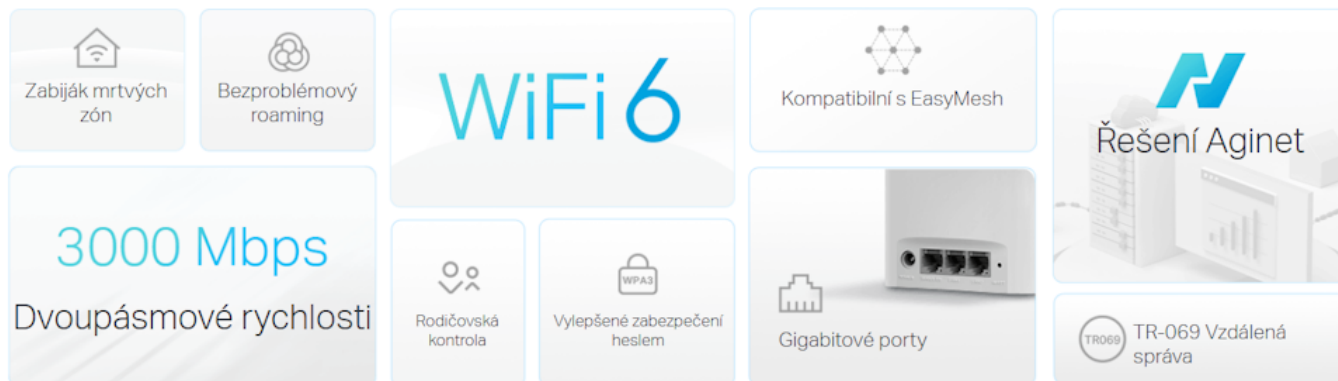 Zabiják mrtvých
zón
Bezproblémový
roaming
WiFi 6
Kompatibilní s EasyMesh
Řešení Aginet
3000 Mbps
Dvoupásmové rychlosti
Rodičovská
kontrola
WPA3
Vylepšené zabezpečení
heslem
Gigabitové porty
TR069
TR-069 Vzdálená
správa